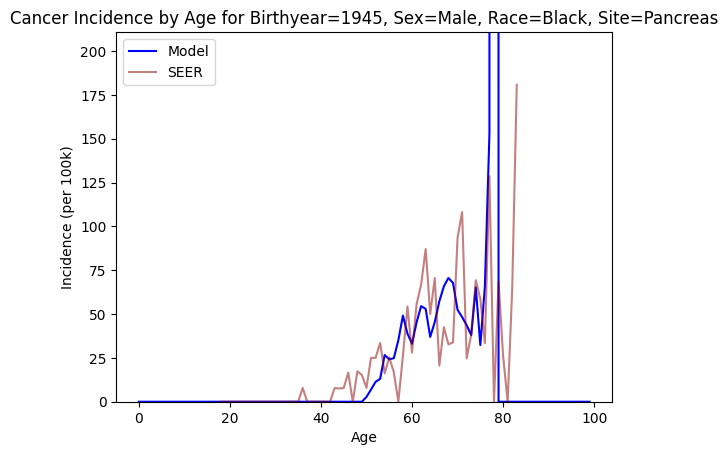 Cancer Incidence by Age for Birthyear=1945, Sex=Male, Race=Black, Site=Pancreas
Model
SEER
200
175
150
125
100
75
50
25
0
Incidence (per 100k)
0 20 40 60 80 100
Age